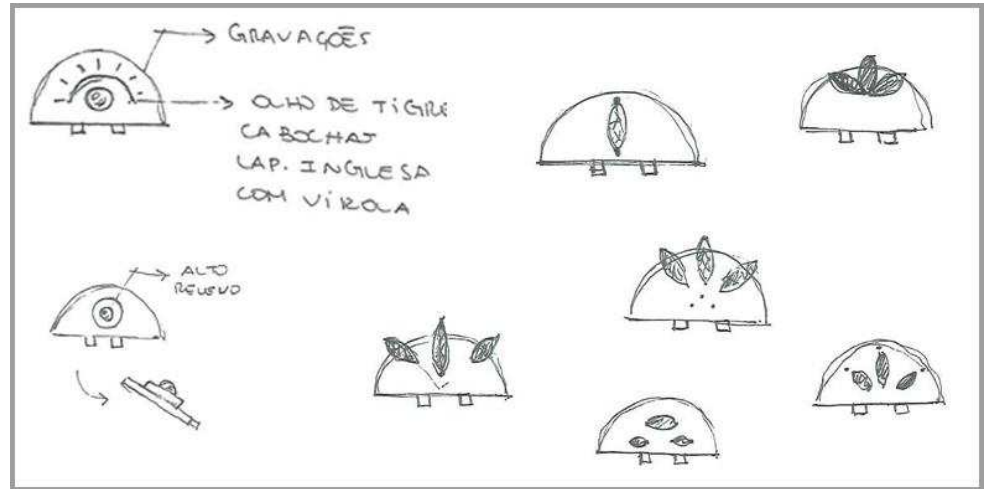 GRAVAÇÕES
OLHO DE TIGRE
CABOCHAT
LAP. INGLESA
COM VIROLA
ALTO
RELEVO